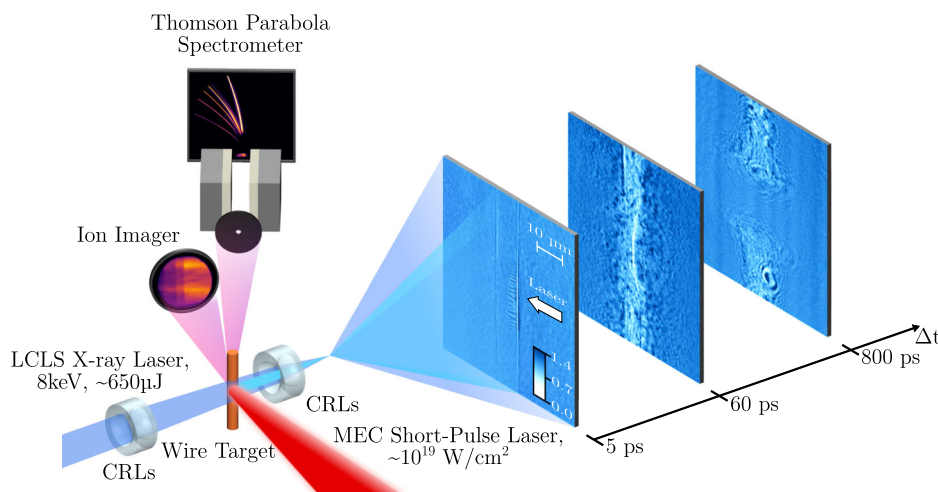 Thomson Parabola
Spectrometer
Ion Imager
10 µm
Laser
1.4
0.7
0.0
Δt
800 ps
60 ps
5 ps
LCLS X-ray Laser,
8keV, ~650µJ
CRLs
Wire Target
CRLs
MEC Short-Pulse Laser,
~10¹⁹ W/cm²